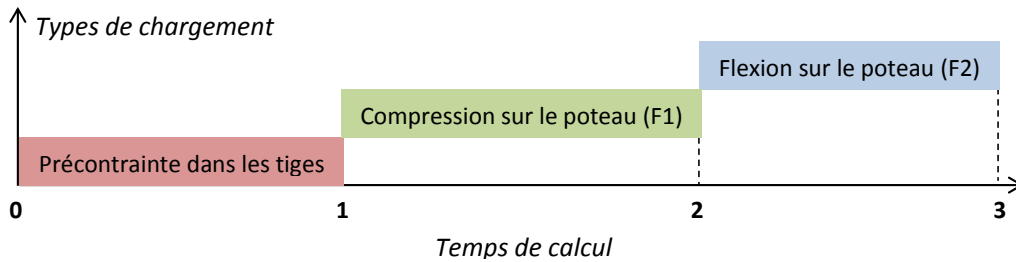 Types de chargement
Flexion sur le poteau (F2)
Compression sur le poteau (F1)
Précontrainte dans les tiges
0 1 2 3
Temps de calcul